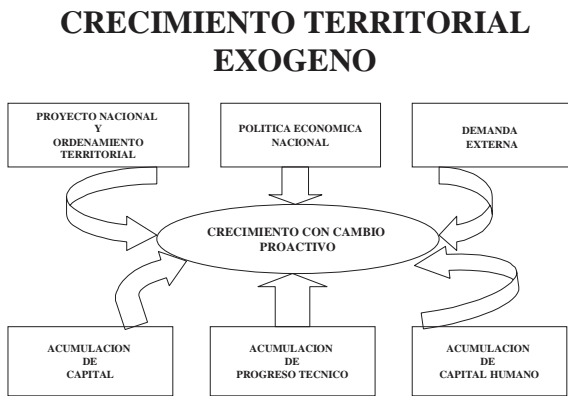 CRECIMIENTO TERRITORIAL
EXOGENO
PROYECTO NACIONAL
Y
ORDENAMIENTO
TERRITORIAL
POLITICA ECONOMICA
NACIONAL
DEMANDA
EXTERNA
CRECIMIENTO CON CAMBIO
PROACTIVO
ACUMULACION
DE
CAPITAL
ACUMULACION
DE
PROGRESO TECNICO
ACUMULACION
DE
CAPITAL HUMANO